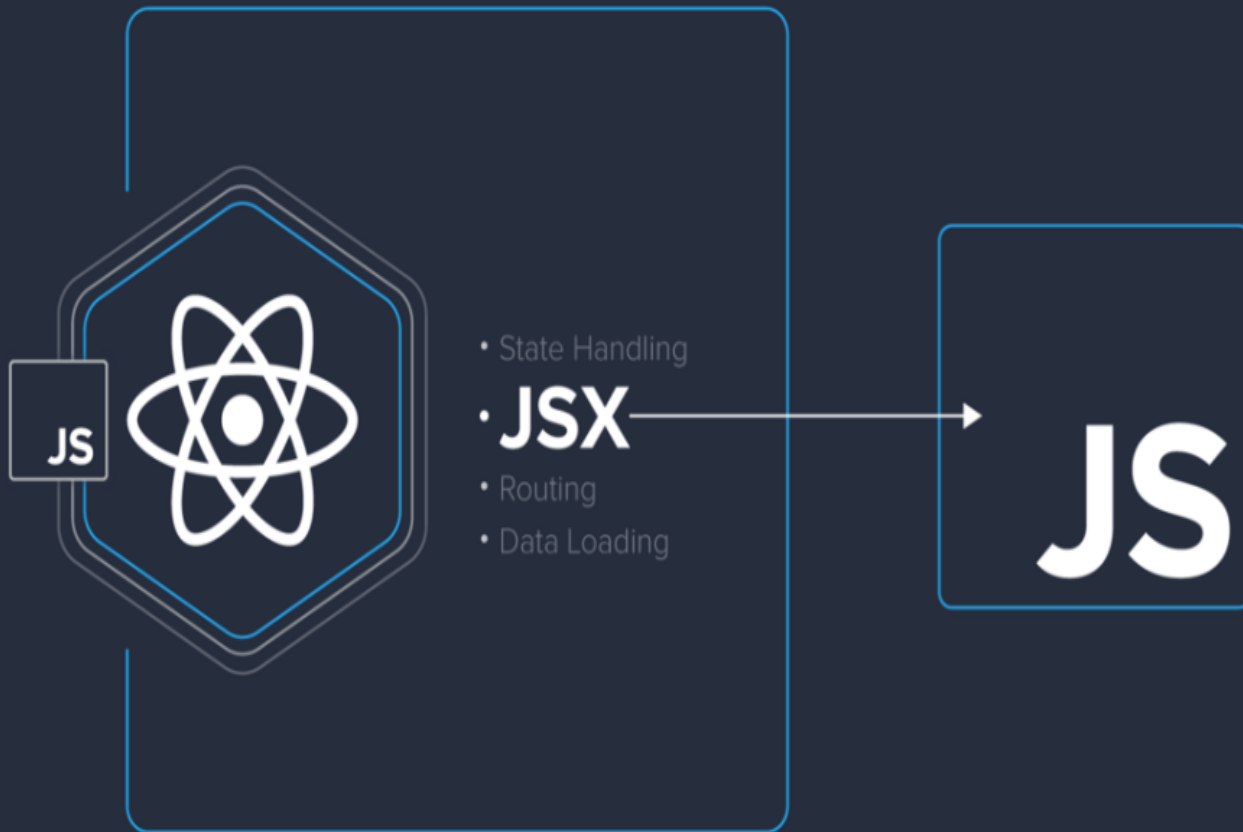 JS
• State Handling
• JSX
• Routing
• Data Loading
JS